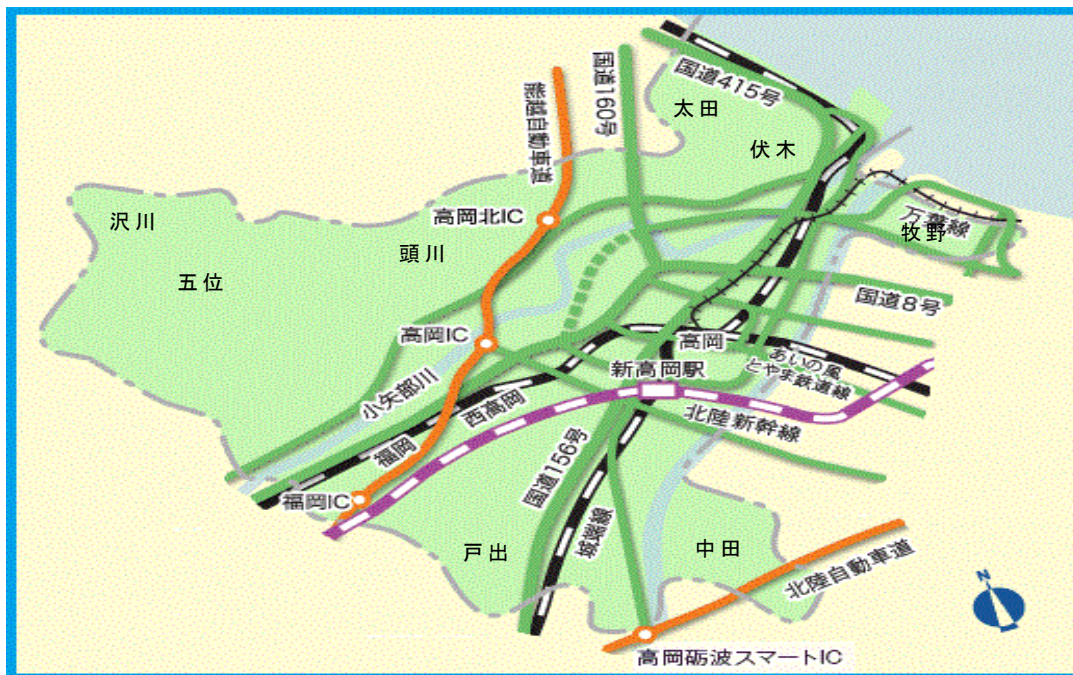 国道415号
国道160号
太田
能越自動車道
伏木
沢川
高岡北IC
万葉線
牧野
頭川
五位
国道8号
高岡IC
高岡
あいの風
とやま鉄道線
新高岡駅
小矢部川
西高岡
北陸新幹線
福岡
国道156号
福岡IC
城端線
戸出
中田
北陸自動車道
N
高岡砺波スマートIC